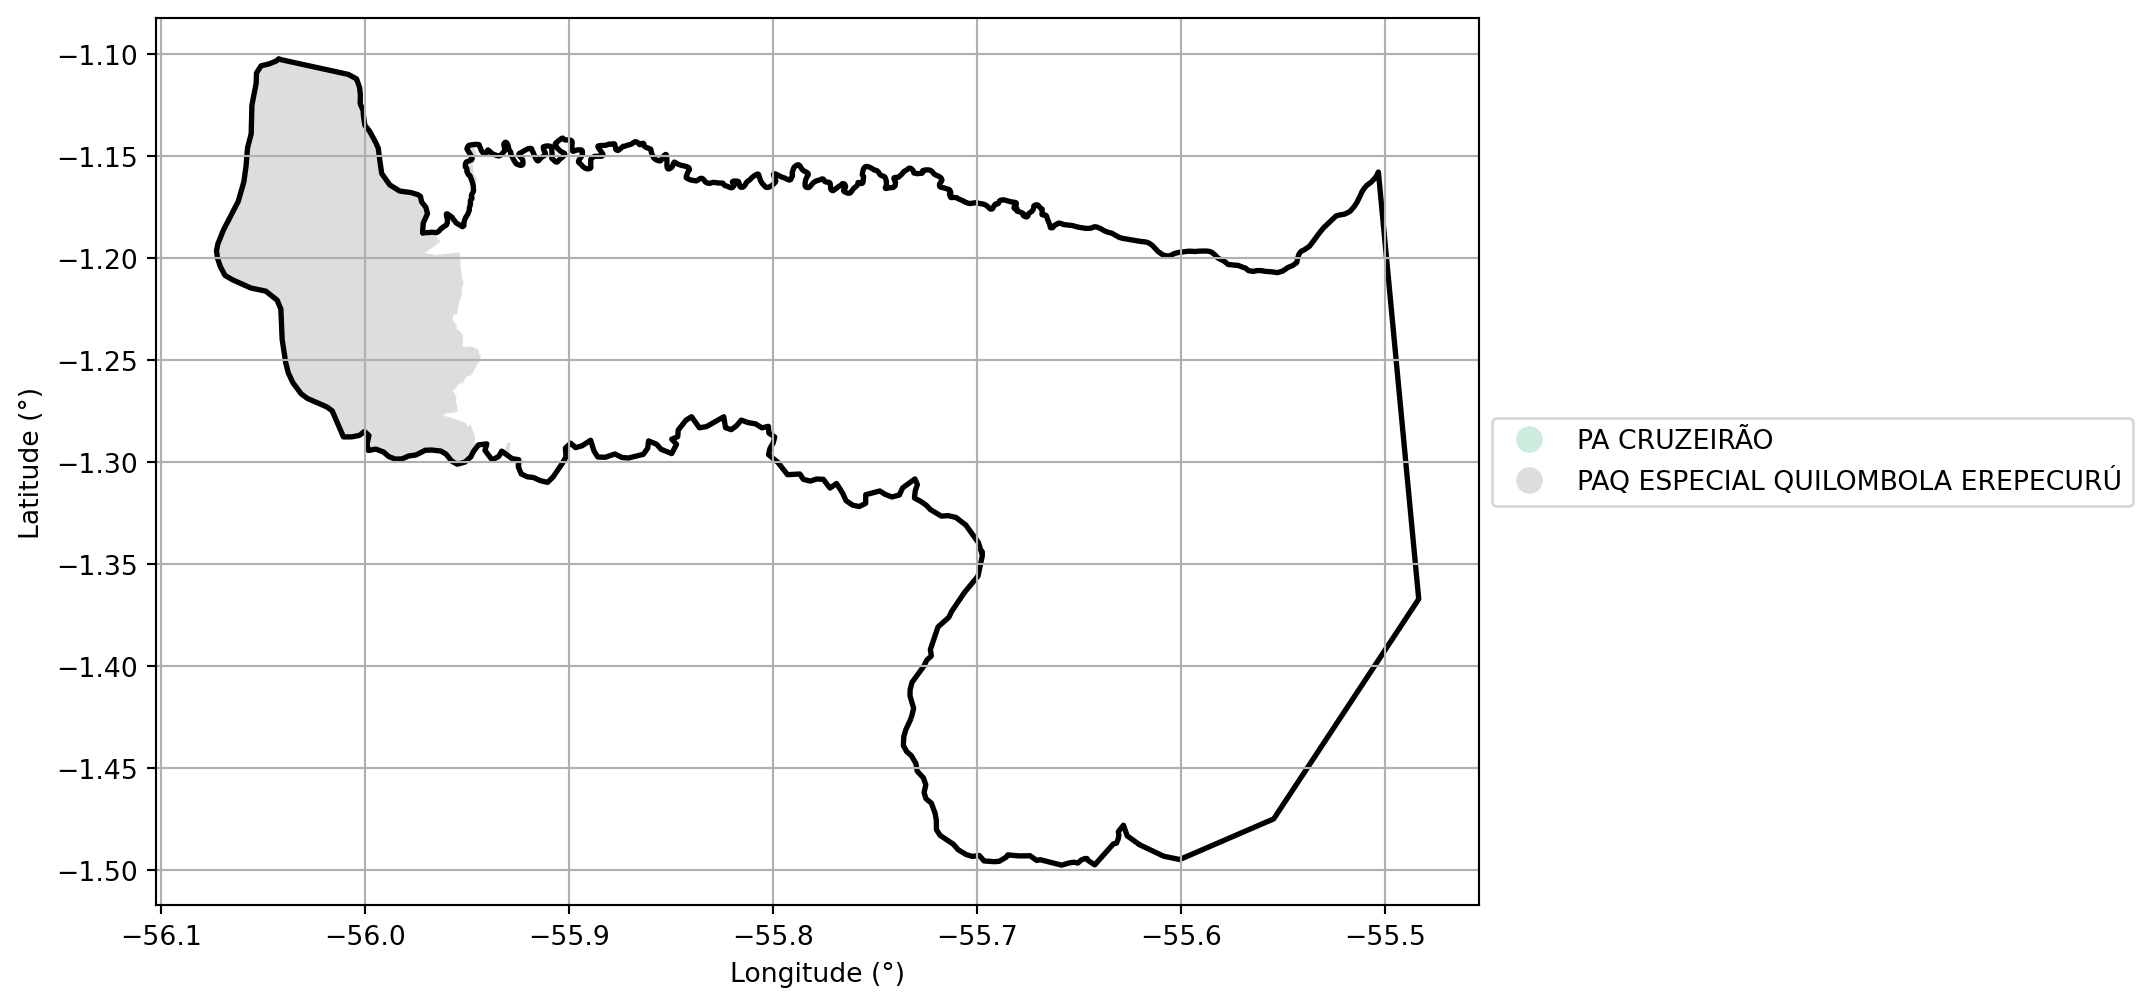 −1.10
−1.15
−1.20
−1.25
−1.30
−1.35
−1.40
−1.45
−1.50
Latitude (°)
−56.1 −56.0 −55.9 −55.8 −55.7 −55.6 −55.5
Longitude (°)
PA CRUZEIRÃO
PAQ ESPECIAL QUILOMBOLA EREPECURÚ